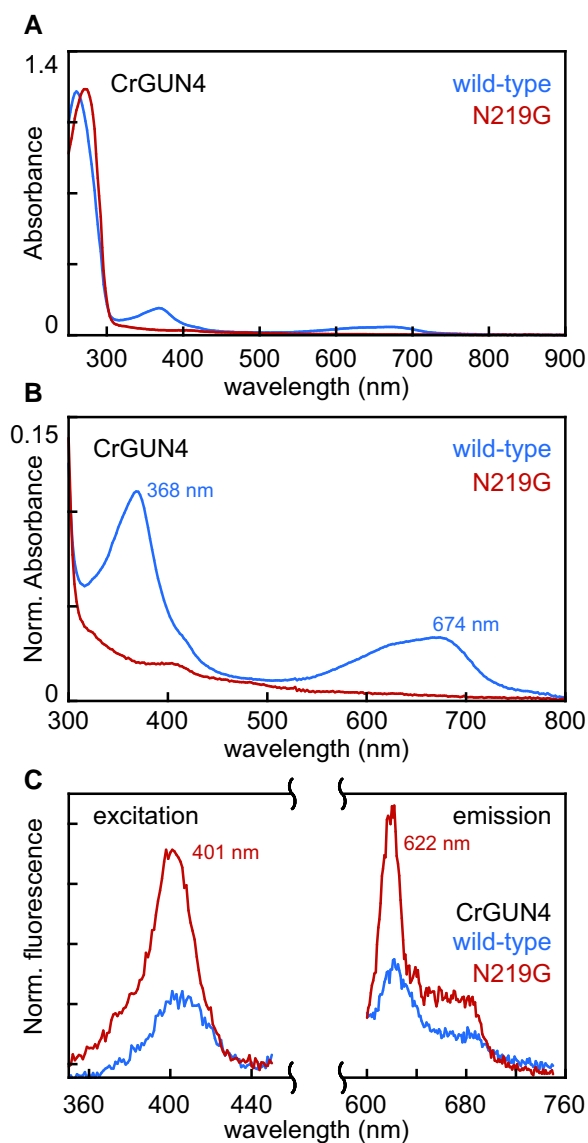 A
1.4
CrGUN4
wild-type
N219G
Absorbance
0
300 400 500 600 700 800 900
wavelength (nm)
B
0.15
CrGUN4
wild-type
N219G
368 nm
674 nm
Norm. Absorbance
0
300 400 500 600 700 800
wavelength (nm)
C
excitation
emission
401 nm
622 nm
CrGUN4
wild-type
N219G
Norm. fluorescence
360 400 440 600 680 760
wavelength (nm)